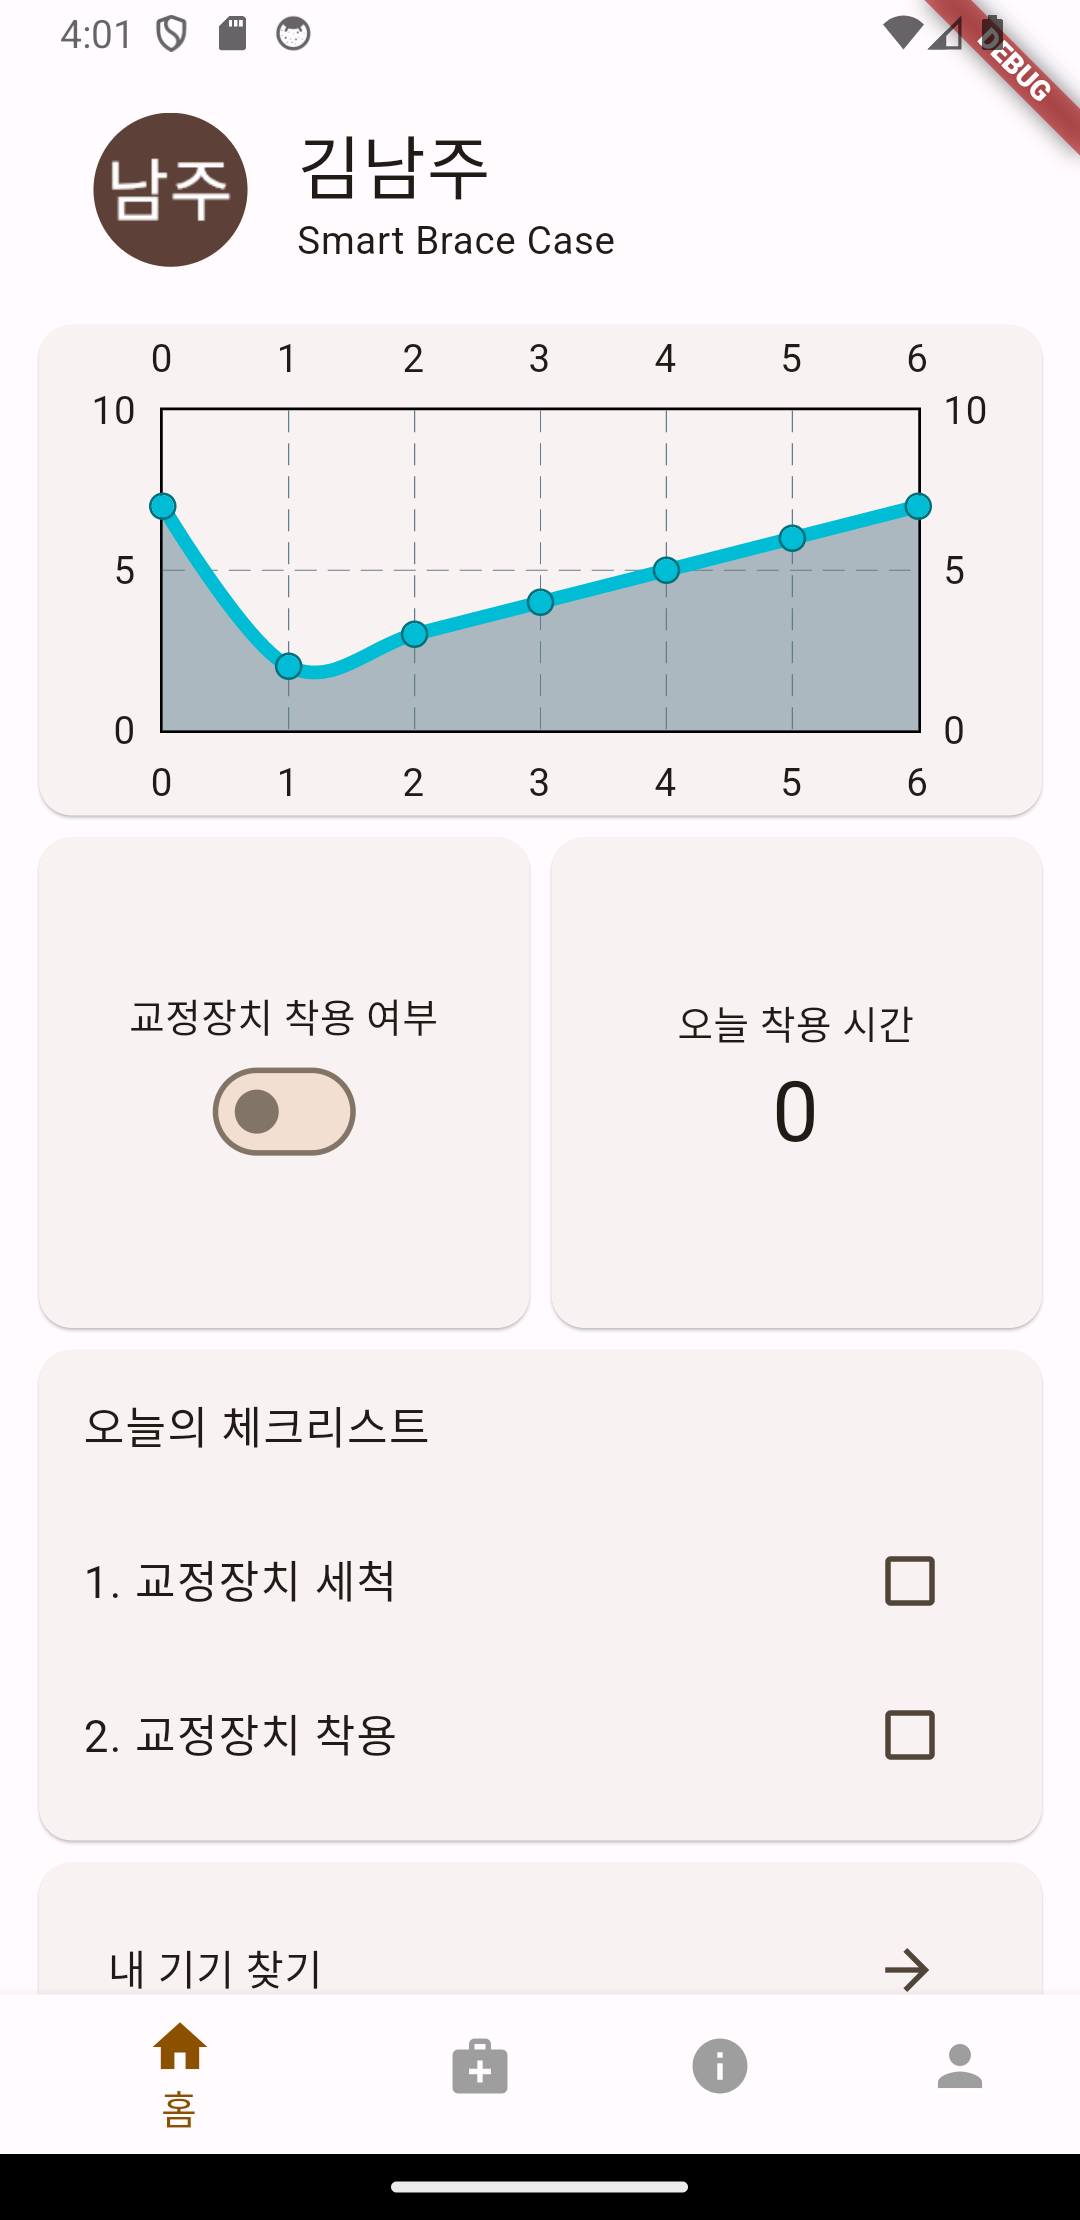 4:01
DEBUG
남주
김남주
Smart Brace Case
0 1 2 3 4 5 6
10 10
5 5
0 0
0 1 2 3 4 5 6
교정장치 착용 여부
오늘 착용 시간
0
오늘의 체크리스트
1. 교정장치 세척
2. 교정장치 착용
내 기기 찾기
홈